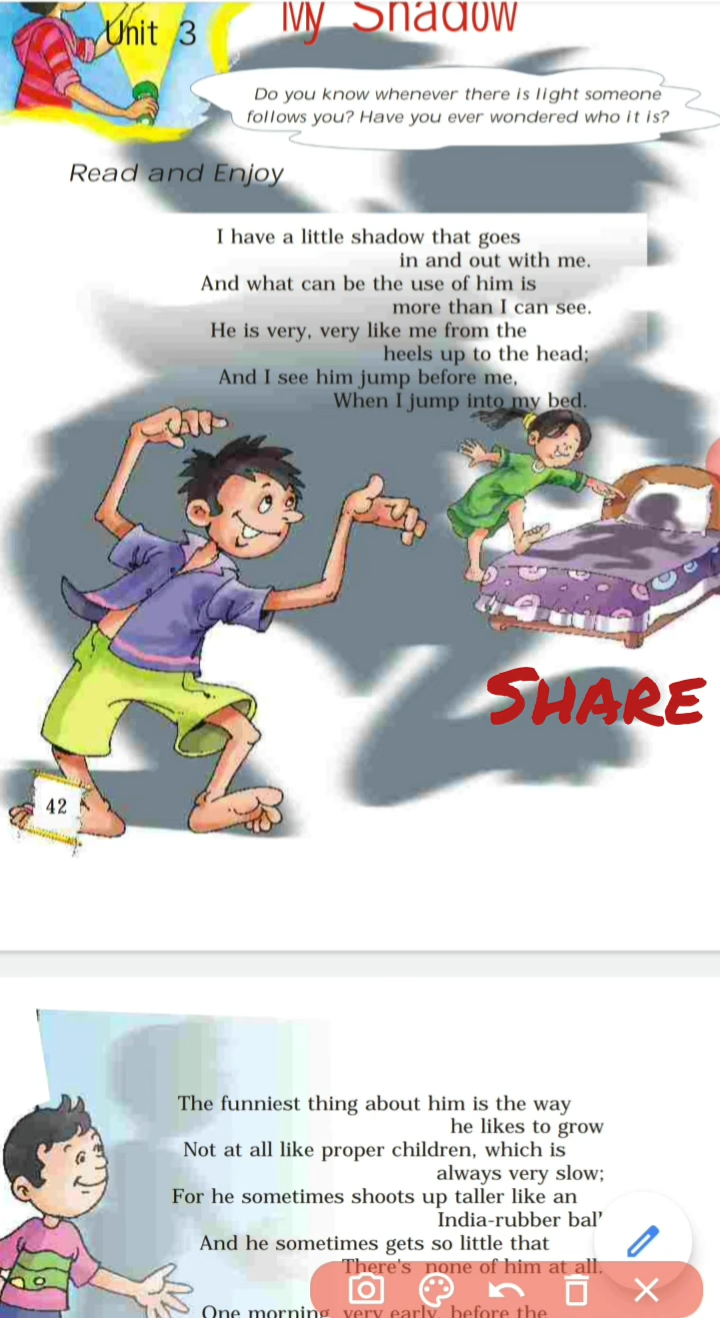 Unit 3
My Shadow
Do you know whenever there is light someone
follows you? Have you ever wondered who it is?
Read and Enjoy
I have a little shadow that goes
in and out with me.
And what can be the use of him is
more than I can see.
He is very, very like me from the
heels up to the head;
And I see him jump before me,
When I jump into my bed.
SHARE
42
The funniest thing about him is the way
he likes to grow
Not at all like proper children, which is
always very slow;
For he sometimes shoots up taller like an
India-rubber bal
And he sometimes gets so little that
There's none of him at all.
One morning, very early, before the